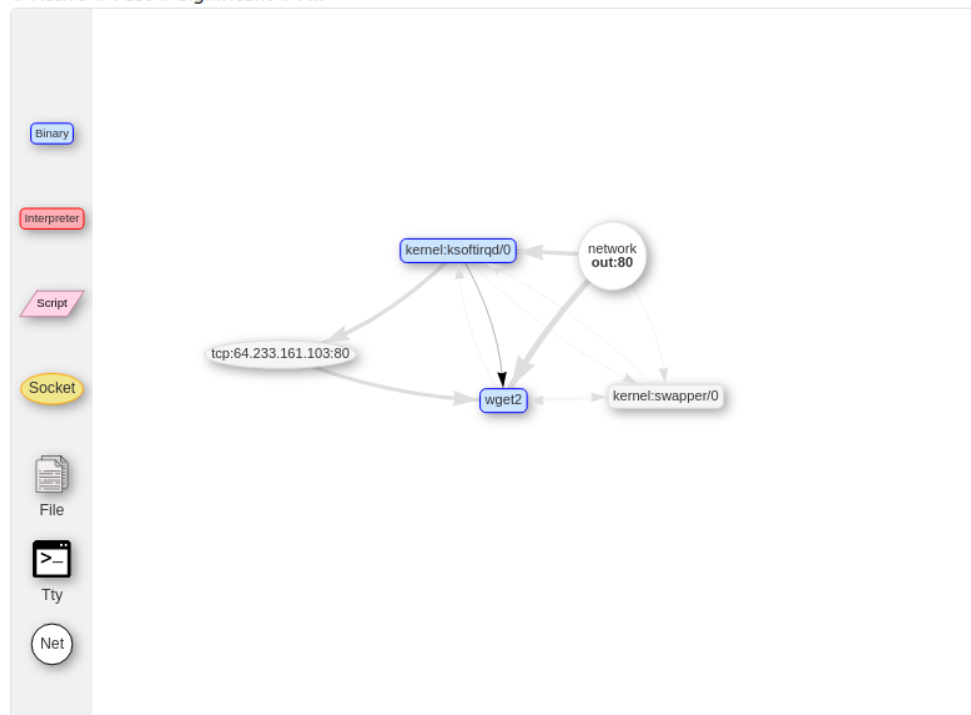 Binary
Interpreter
Script
Socket
File
>_
Tty
Net
kernel:ksoftirqd/0
network
out:80
tcp:64.233.161.103:80
wget2
kernel:swapper/0